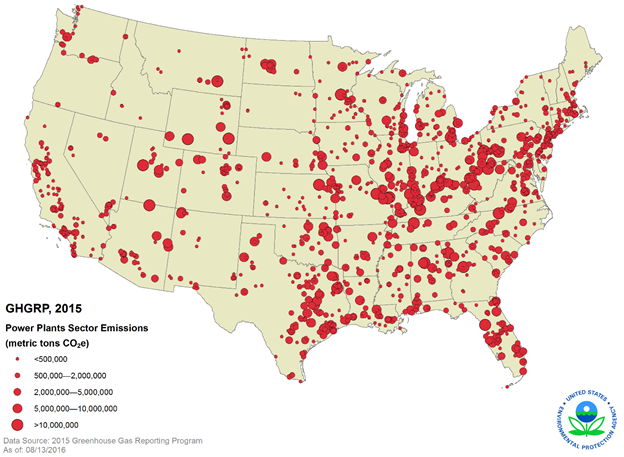 GHGRP, 2015
Power Plants Sector Emissions
(metric tons CO₂e)
<500,000
500,000—2,000,000
2,000,000—5,000,000
5,000,000—10,000,000
>10,000,000
Data Source: 2015 Greenhouse Gas Reporting Program
As of: 08/13/2016
UNITED STATES
ENVIRONMENTAL PROTECTION AGENCY